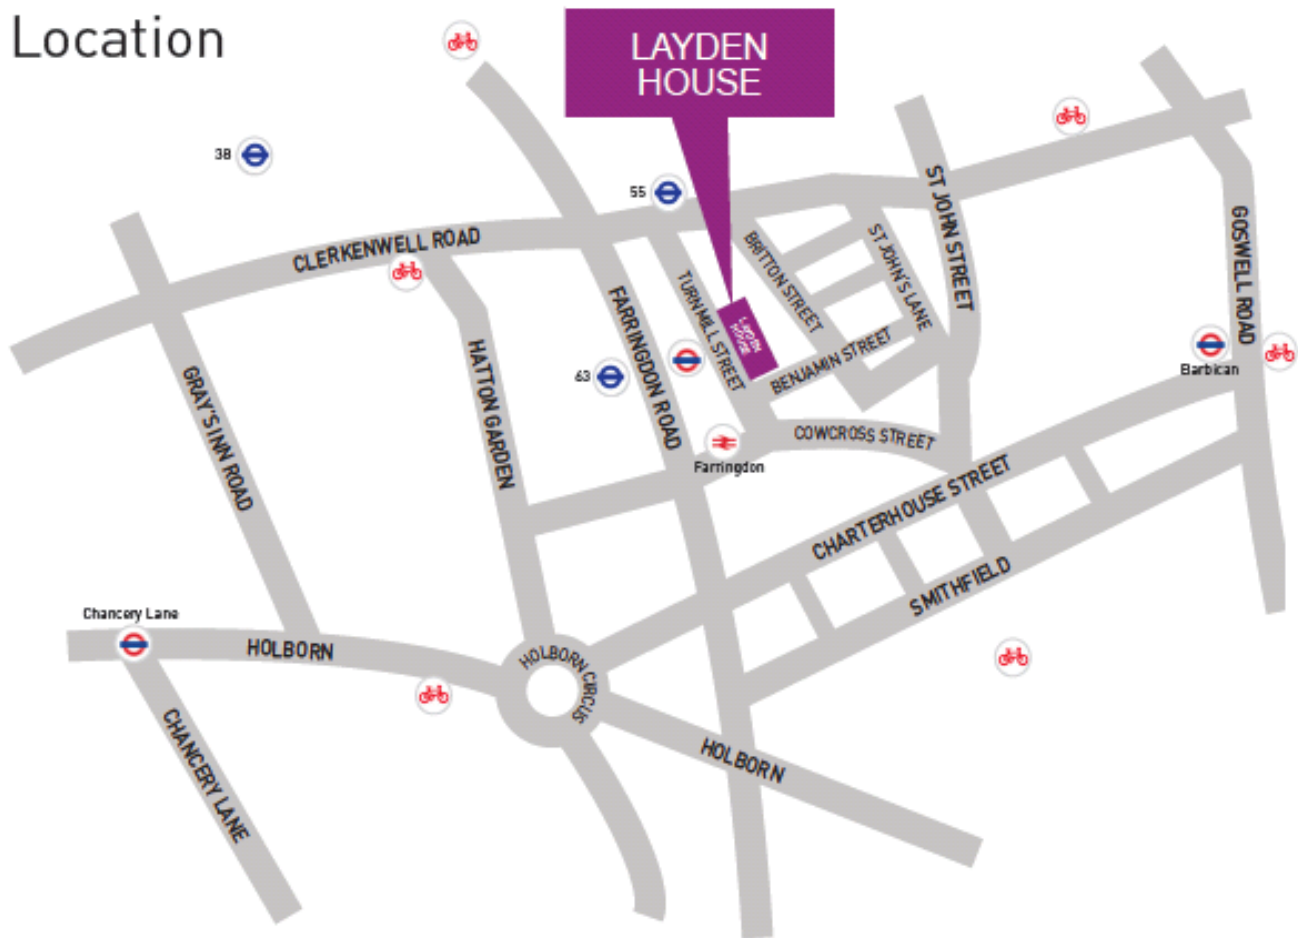 Location
LAYDEN
HOUSE
38
55
CLERKENWELL ROAD
ST JOHN STREET
GOSWELL ROAD
BRITTON STREET
ST JOHN'S LANE
TURNMILL STREET
LAYDEN
HOUSE
FARRINGDON ROAD
HATTON GARDEN
GRAY'S INN ROAD
63
BENJAMIN STREET
Barbican
COWCROSS STREET
Farringdon
CHARTERHOUSE STREET
SMITHFIELD
Chancery Lane
HOLBORN
HOLBORN CIRCUS
CHANCERY LANE
HOLBORN